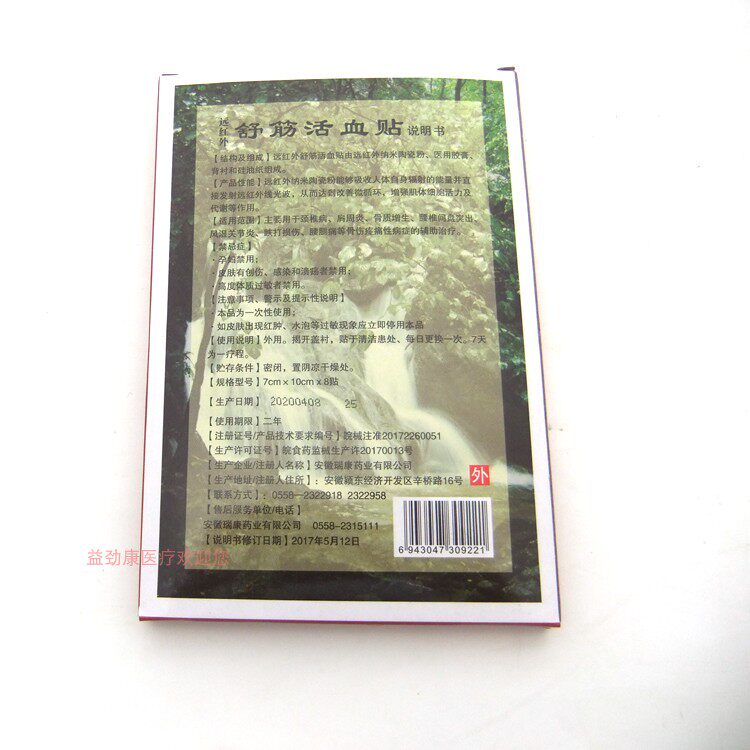 远红外 舒筋活血贴 说明书
【结构及组成】远红外舒筋活血贴由远红外纳米陶瓷粉、医用胶膏、
背衬和硅油纸组成。
【产品性能】远红外纳米陶瓷粉能够吸收人体自身辐射的能量并直
接发射远红外线光波，从而达到改善微循环，增强肌体细胞活力及
代谢等作用。
【适用范围】主要用于颈椎病，肩周炎、骨质增生、腰椎间盘突出、
风湿关节炎、跌打损伤、腰腿痛等骨伤疼痛性病症的辅助治疗。
【禁忌症】
·孕妇禁用；
·皮肤有创伤、感染和溃疡者禁用；
·高度体质过敏者禁用。
【注意事项、警示及提示性说明】
·本品为一次性使用；
·如皮肤出现红肿、水泡等过敏现象应立即停用本品
【使用说明】外用。揭开盖衬，贴于清洁患处、每日更换一次。7天
为一疗程。
【贮存条件】密闭，置阴凉干燥处。
【规格型号】7cm×10cm×8贴
【生产日期】 20200408 25
【使用期限】二年
【注册证号/产品技术要求编号】皖械注准20172260051
【生产许可证号】皖食药监械生产许20170013号
【生产企业/注册人名称】安徽瑞康药业有限公司
【生产地址/注册人住所】：安徽颍东经济开发区辛桥路16号
外
【联系方式】：0558-2322918 2322958
【售后服务单位/电话】
安徽瑞康药业有限公司 0558-2315111
【说明书修订日期】2017年5月12日
6 943047 309221
益劲康医疗欢迎您